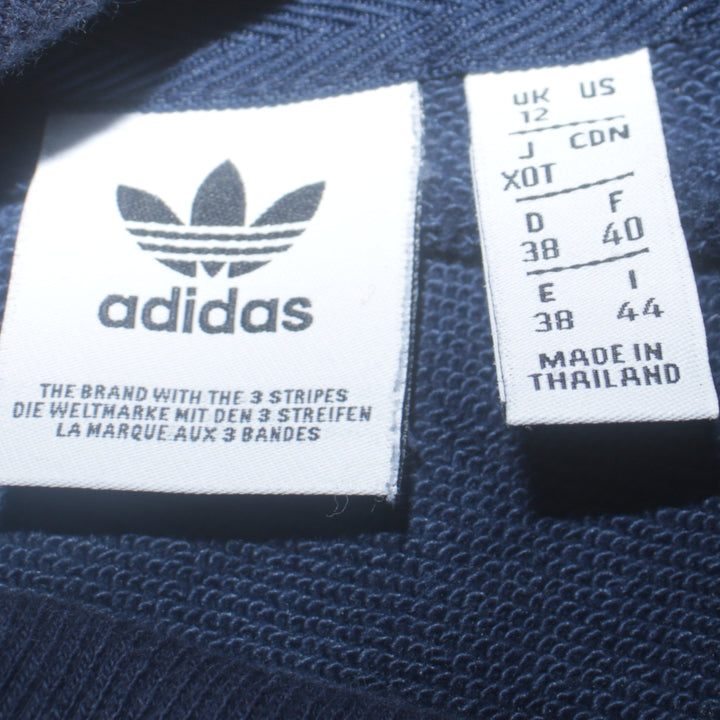 adidas
THE BRAND WITH THE 3 STRIPES
DIE WELTMARKE MIT DEN 3 STREIFEN
LA MARQUE AUX 3 BANDES
UK US
12
J CDN
XOT
D F
38 40
E I
38 44
MADE IN
THAILAND